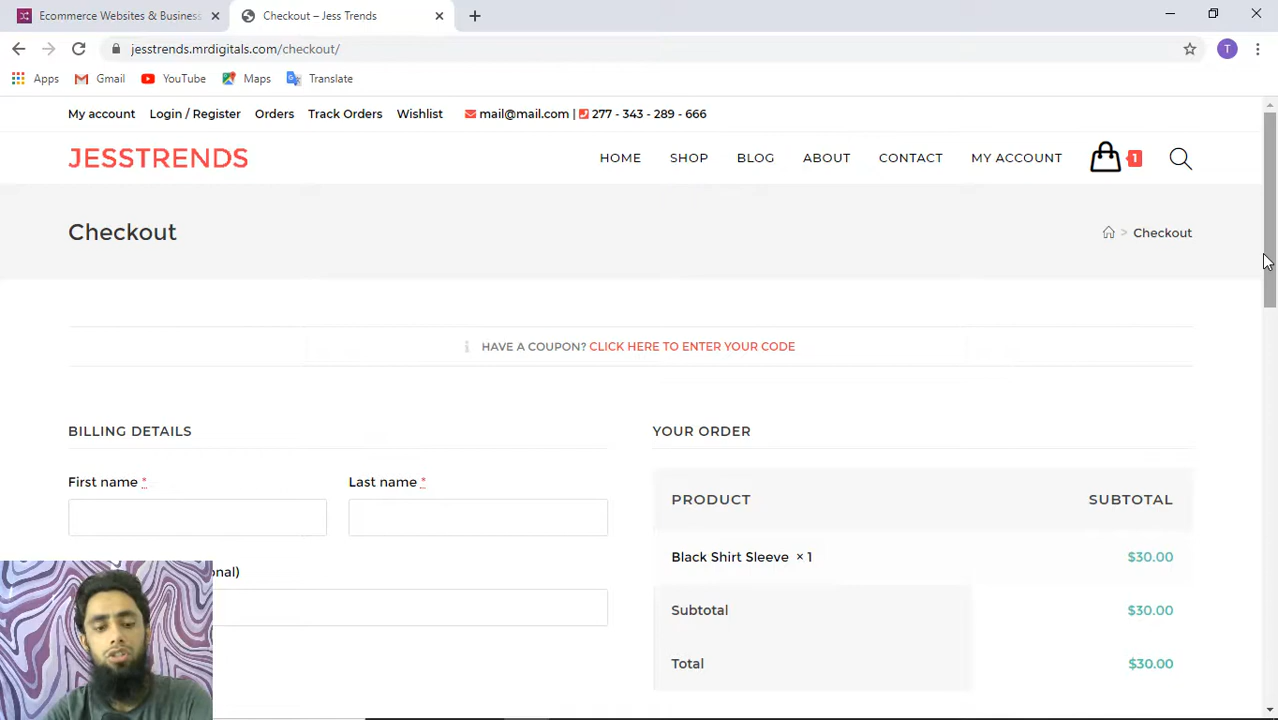 Ecommerce Websites & Business
Checkout – Jess Trends
jesstrends.mrdigitals.com/checkout/
T
Apps Gmail YouTube Maps Translate
My account Login / Register Orders Track Orders Wishlist mail@mail.com | 277 - 343 - 289 - 666
JESSTRENDS HOME SHOP BLOG ABOUT CONTACT MY ACCOUNT 1
Checkout > Checkout
HAVE A COUPON? CLICK HERE TO ENTER YOUR CODE
BILLING DETAILS
First name * Last name *
onal)
YOUR ORDER
PRODUCT SUBTOTAL
Black Shirt Sleeve × 1 $30.00
Subtotal $30.00
Total $30.00